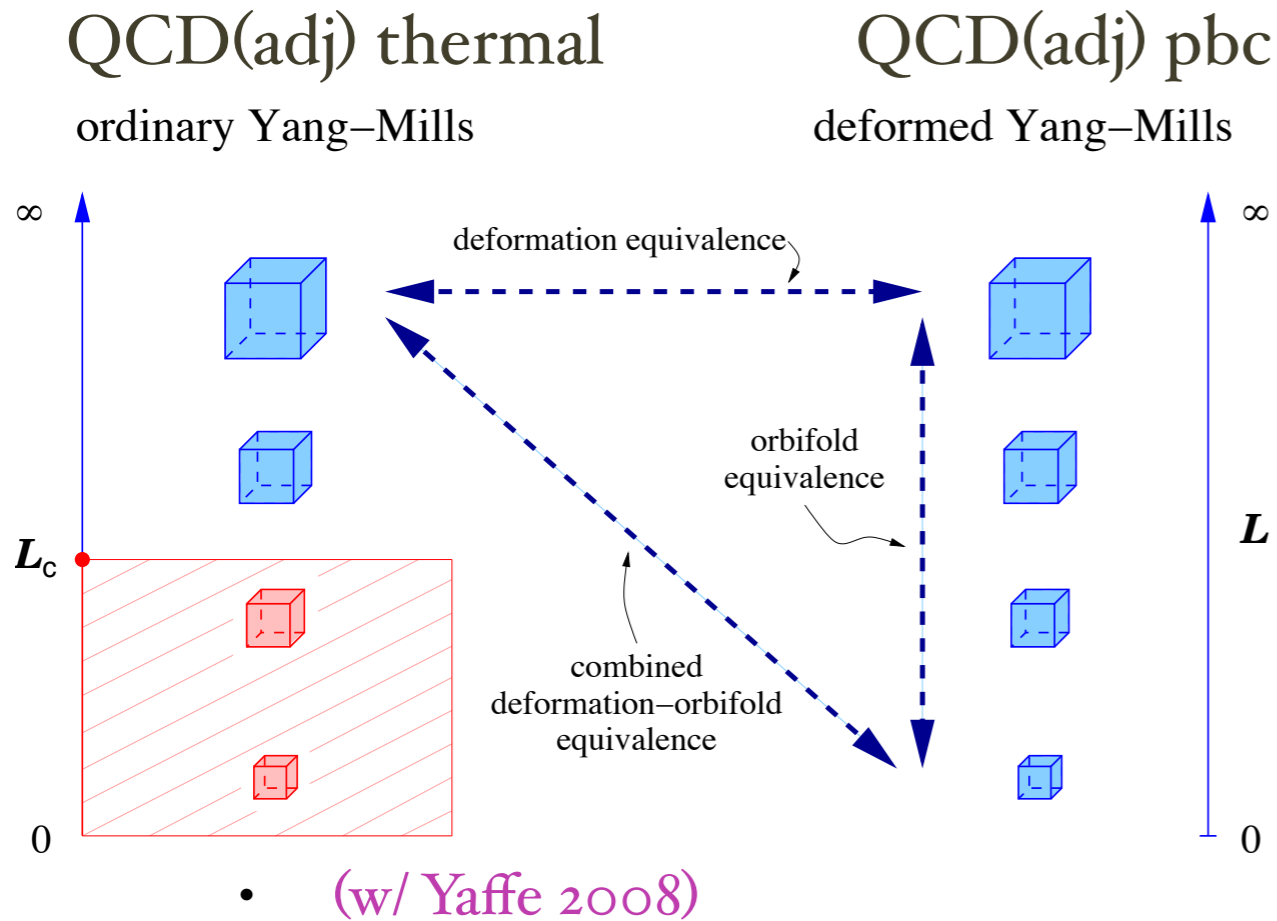 QCD(adj) thermal
QCD(adj) pbc
ordinary Yang–Mills
deformed Yang–Mills
∞
∞
deformation equivalence
orbifold
equivalence
Lc
L
combined
deformation–orbifold
equivalence
0
0
• (w/ Yaffe 2008)